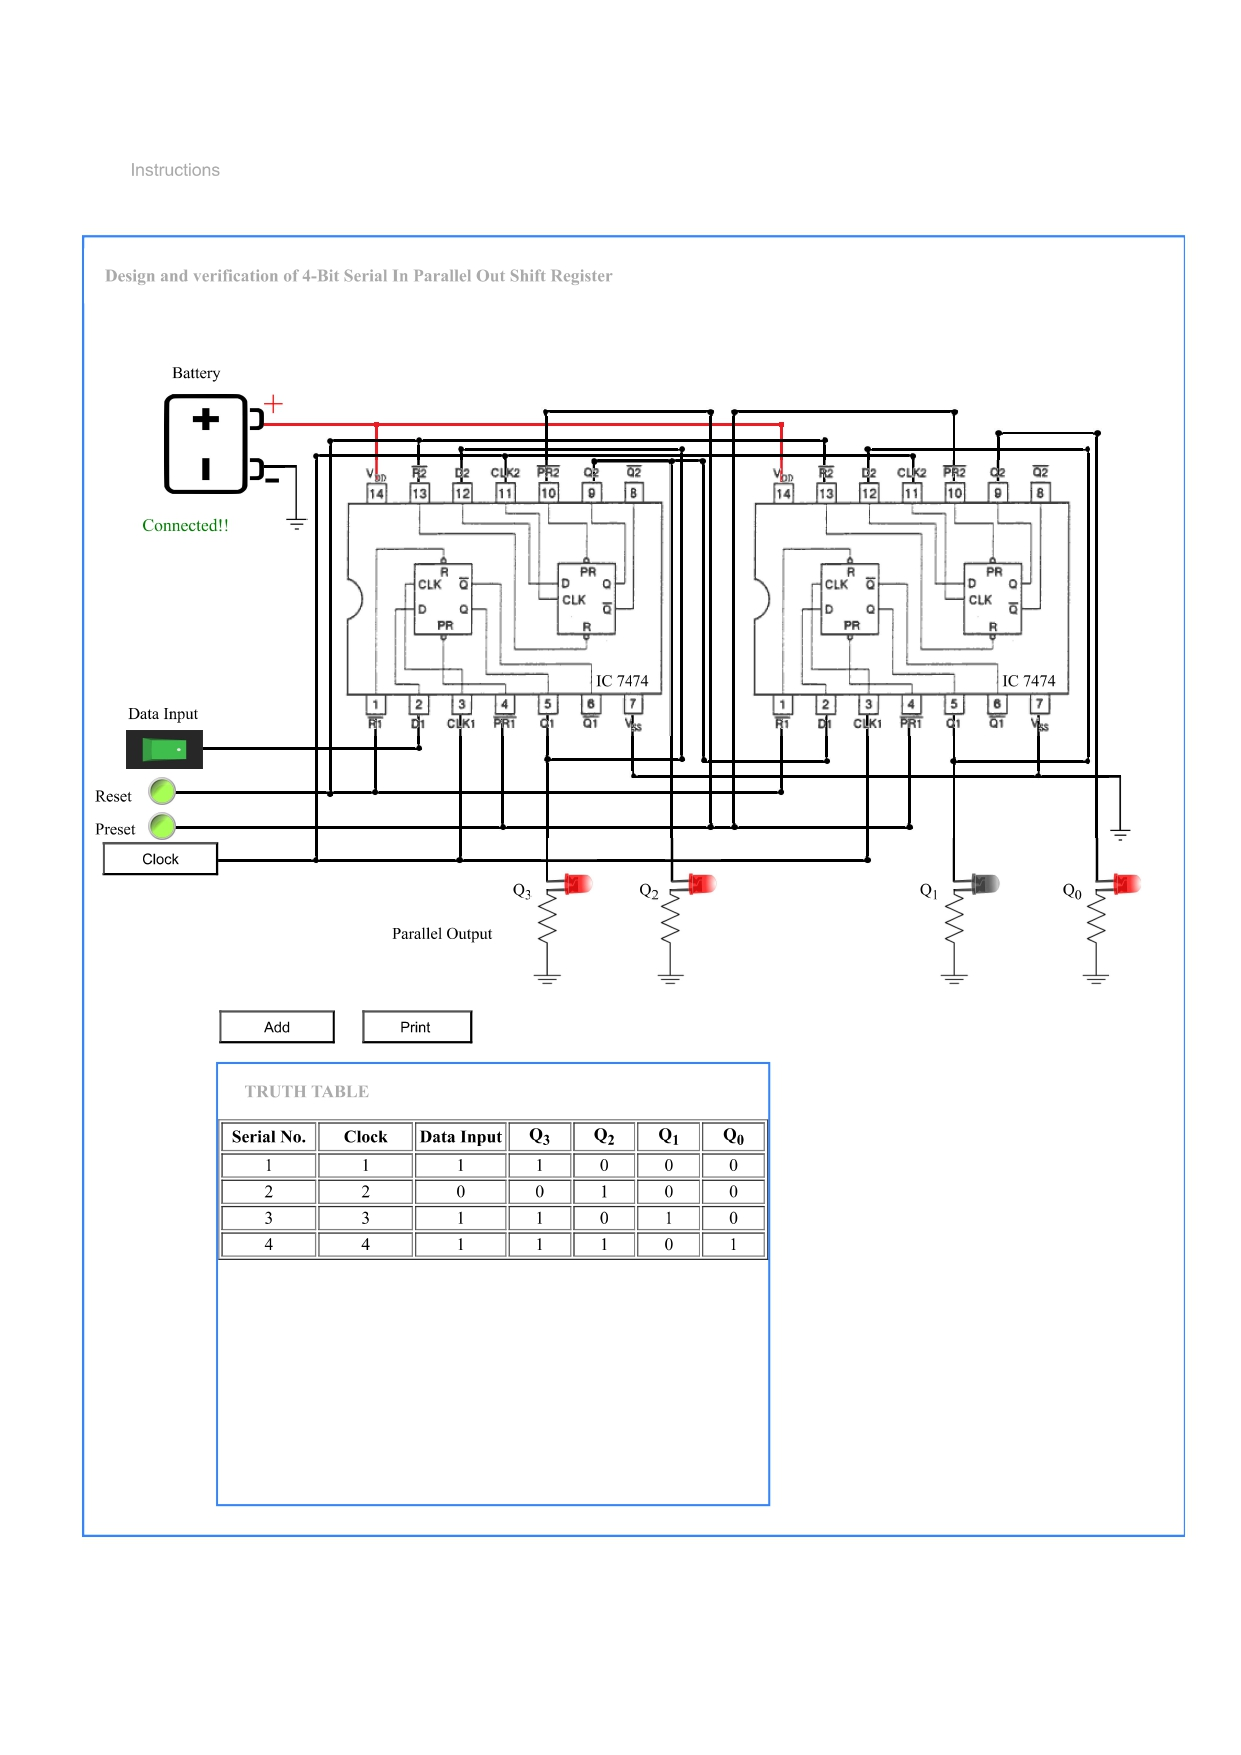 Instructions
Design and verification of 4-Bit Serial In Parallel Out Shift Register
Battery
+
Connected!!
VDD R2 D2 CLK2 PR2 Q2 Q2
14 13 12 11 10 9 8
VDD R2 D2 CLK2 PR2 Q2 Q2
14 13 12 11 10 9 8
R
CLK Q
D Q
PR
PR
D Q
CLK Q
R
IC 7474
R
CLK Q
D Q
PR
PR
D Q
CLK Q
R
IC 7474
1 2 3 4 5 6 7
R1 D1 CLK1 PR1 Q1 Q1 VSS
1 2 3 4 5 6 7
R1 D1 CLK1 PR1 Q1 Q1 VSS
Data Input
Reset
Preset
Clock
Q3 Q2 Q1 Q0
Parallel Output
Add Print
TRUTH TABLE
Serial No. Clock Data Input Q3 Q2 Q1 Q0
1 1 1 1 0 0 0
2 2 0 0 1 0 0
3 3 1 1 0 1 0
4 4 1 1 1 0 1